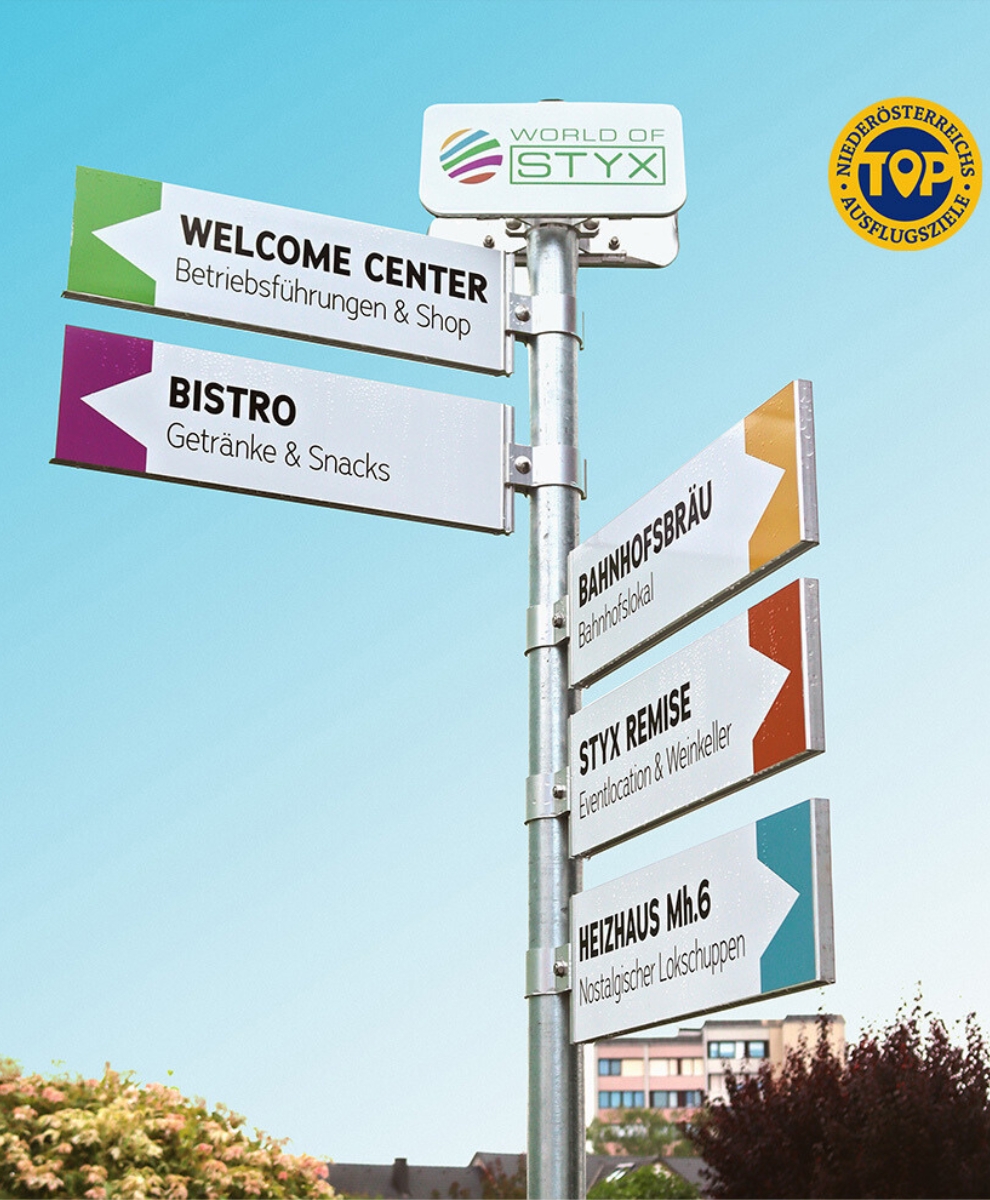 WORLD OF
STYX
NIEDERÖSTERREICHS
TOP
AUSFLUGSZIELE
WELCOME CENTER
Betriebsführungen & Shop
BISTRO
Getränke & Snacks
BAHNHOFSBRÄU
Bahnhofslokal
STYX REMISE
Eventlocation & Weinkeller
HEIZHAUS Mh.6
Nostalgischer Lokschuppen